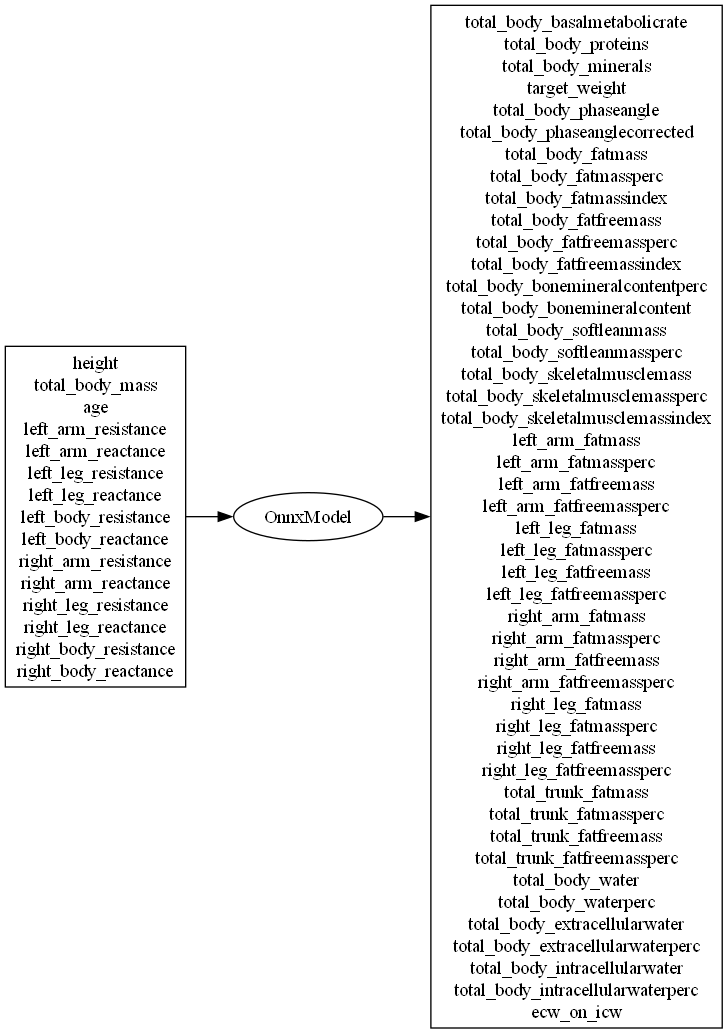 height
total_body_mass
age
left_arm_resistance
left_arm_reactance
left_leg_resistance
left_leg_reactance
left_body_resistance
left_body_reactance
right_arm_resistance
right_arm_reactance
right_leg_resistance
right_leg_reactance
right_body_resistance
right_body_reactance
OnnxModel
total_body_basalmetabolicrate
total_body_proteins
total_body_minerals
target_weight
total_body_phaseangle
total_body_phaseanglecorrected
total_body_fatmass
total_body_fatmassperc
total_body_fatmassindex
total_body_fatfreemass
total_body_fatfreemassperc
total_body_fatfreemassindex
total_body_bonemineralcontentperc
total_body_bonemineralcontent
total_body_softleanmass
total_body_softleanmassperc
total_body_skeletalmusclemass
total_body_skeletalmusclemassperc
total_body_skeletalmusclemassindex
left_arm_fatmass
left_arm_fatmassperc
left_arm_fatfreemass
left_arm_fatfreemassperc
left_leg_fatmass
left_leg_fatmassperc
left_leg_fatfreemass
left_leg_fatfreemassperc
right_arm_fatmass
right_arm_fatmassperc
right_arm_fatfreemass
right_arm_fatfreemassperc
right_leg_fatmass
right_leg_fatmassperc
right_leg_fatfreemass
right_leg_fatfreemassperc
total_trunk_fatmass
total_trunk_fatmassperc
total_trunk_fatfreemass
total_trunk_fatfreemassperc
total_body_water
total_body_waterperc
total_body_extracellularwater
total_body_extracellularwaterperc
total_body_intracellularwater
total_body_intracellularwaterperc
ecw_on_icw